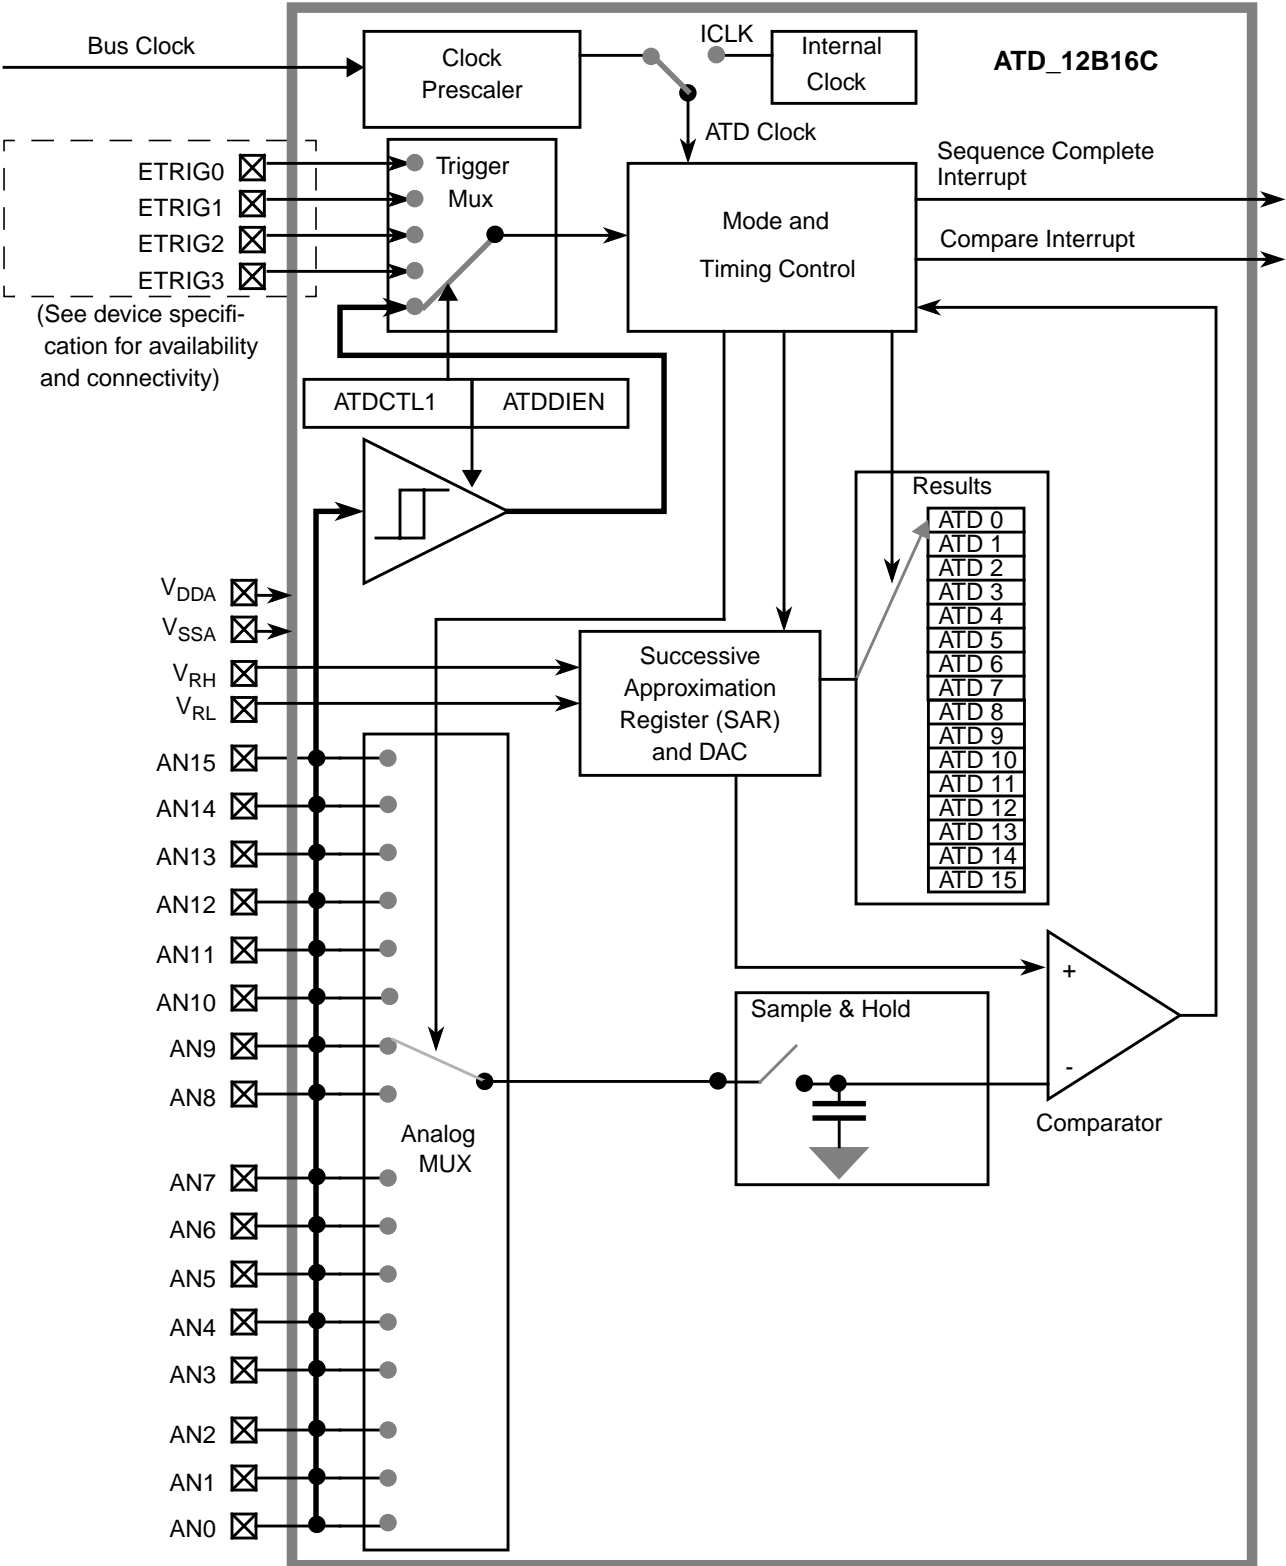 Bus Clock
Clock
Prescaler
ICLK
Internal
Clock
ATD_12B16C
ATD Clock
ETRIG0
ETRIG1
ETRIG2
ETRIG3
(See device specifi-
cation for availability
and connectivity)
Trigger
Mux
Mode and
Timing Control
Sequence Complete
Interrupt
Compare Interrupt
ATDCTL1
ATDDIEN
Results
ATD 0
ATD 1
ATD 2
ATD 3
ATD 4
ATD 5
ATD 6
ATD 7
ATD 8
ATD 9
ATD 10
ATD 11
ATD 12
ATD 13
ATD 14
ATD 15
VDDA
VSSA
VRH
VRL
Successive
Approximation
Register (SAR)
and DAC
AN15
AN14
AN13
AN12
AN11
AN10
AN9
AN8
AN7
AN6
AN5
AN4
AN3
AN2
AN1
AN0
Analog
MUX
Sample & Hold
+
-
Comparator